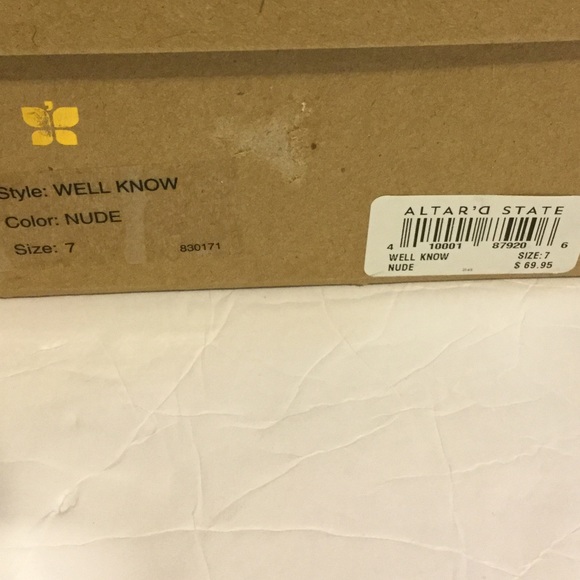 Style: WELL KNOW
Color: NUDE
Size: 7
830171
ALTAR'D STATE
4 10001 87920 6
WELL KNOW SIZE: 7
NUDE $ 69.95